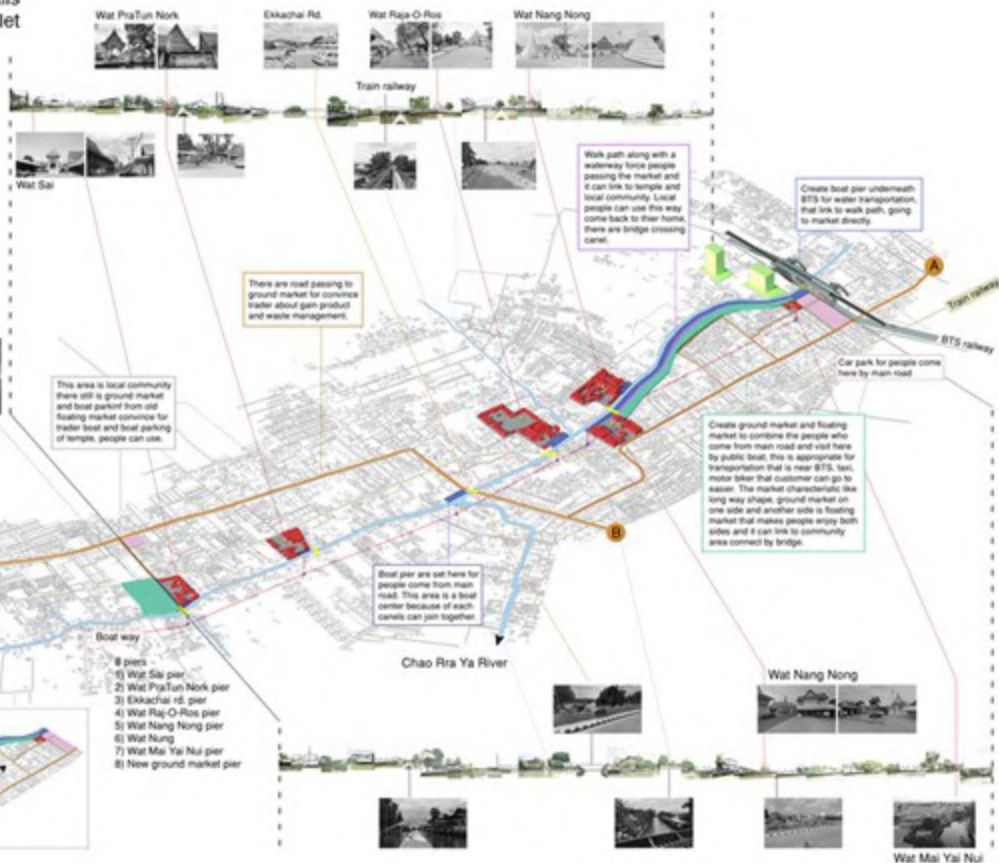 let
Wat PraTun Nork
Ekkachai Rd.
Wat Raja-O-Ros
Wat Nang Nong
Train railway
Wat Sai
Walk path along with a
waterway force people
passing the market and
it can link to temple and
local community. Local
people can use this way
come back to thier home,
there are bridge crossing
canel.
Create boat pier underneath
BTS for water transportation,
that link to walk path, going
to market directly.
A
Train railway
BTS railway
There are road passing to
ground market for convince
trader about gain product
and waste management.
Car park for people come
here by main road
This area is local community
there still is ground market
and boat parkinf from old
floating market convince for
trader boat and boat parking
of temple, people can use.
Create ground market and floating
market to combine the people who
come from main road and visit here
by public boat, this is appropriate for
transportation that is near BTS, taxi,
motor biker that customer can go to
easier. The market charecteristic like
long way shape, ground market on
one side and another side is floating
market that makes people enjoy both
sides and it can link to community
area connect by bridge.
B
Boat pier are set here for
people come from main
road. This area is a boat
center because of each
canels can join together.
Boat way
Chao Rra Ya River
8 piers
1) Wat Sai pier
2) Wat PraTun Nork pier
3) Ekkachai rd. pier
4) Wat Raj-O-Ros pier
5) Wat Nang Nong pier
6) Wat Nung
7) Wat Mai Yai Nui pier
8) New ground market pier
Wat Nang Nong
Wat Mai Yai Nui